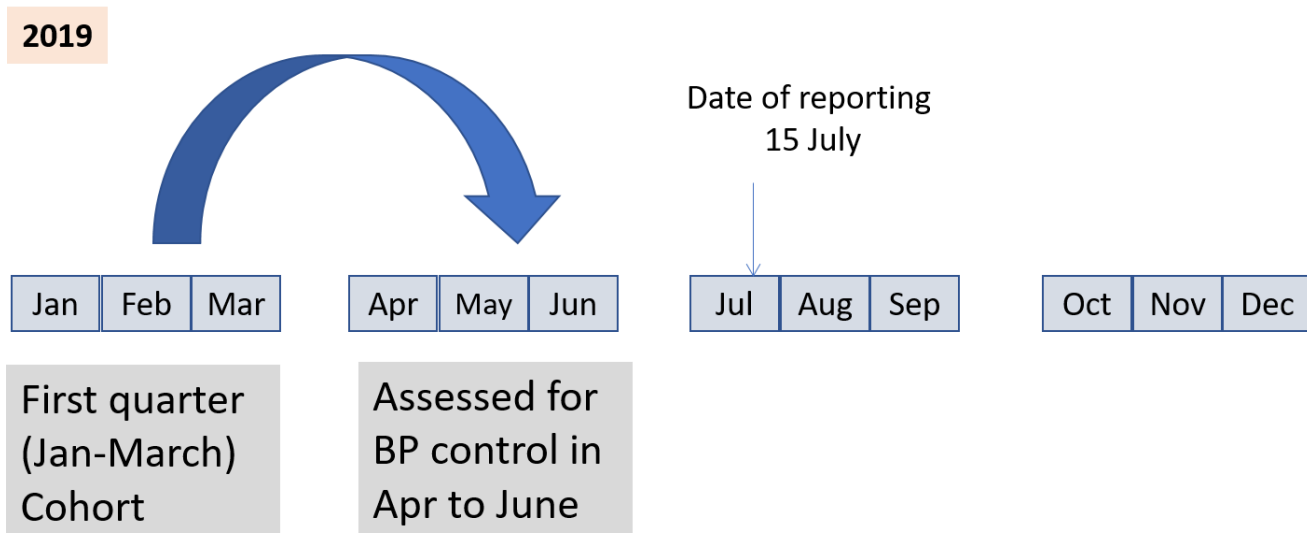 2019
Date of reporting
15 July
Jan Feb Mar Apr May Jun Jul Aug Sep Oct Nov Dec
First quarter
(Jan-March)
Cohort
Assessed for
BP control in
Apr to June